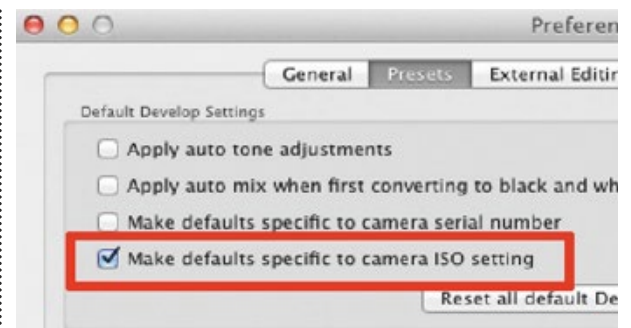 Preferen
General Presets External Editin
Default Develop Settings
Apply auto tone adjustments
Apply auto mix when first converting to black and wh
Make defaults specific to camera serial number
Make defaults specific to camera ISO setting
Reset all default De